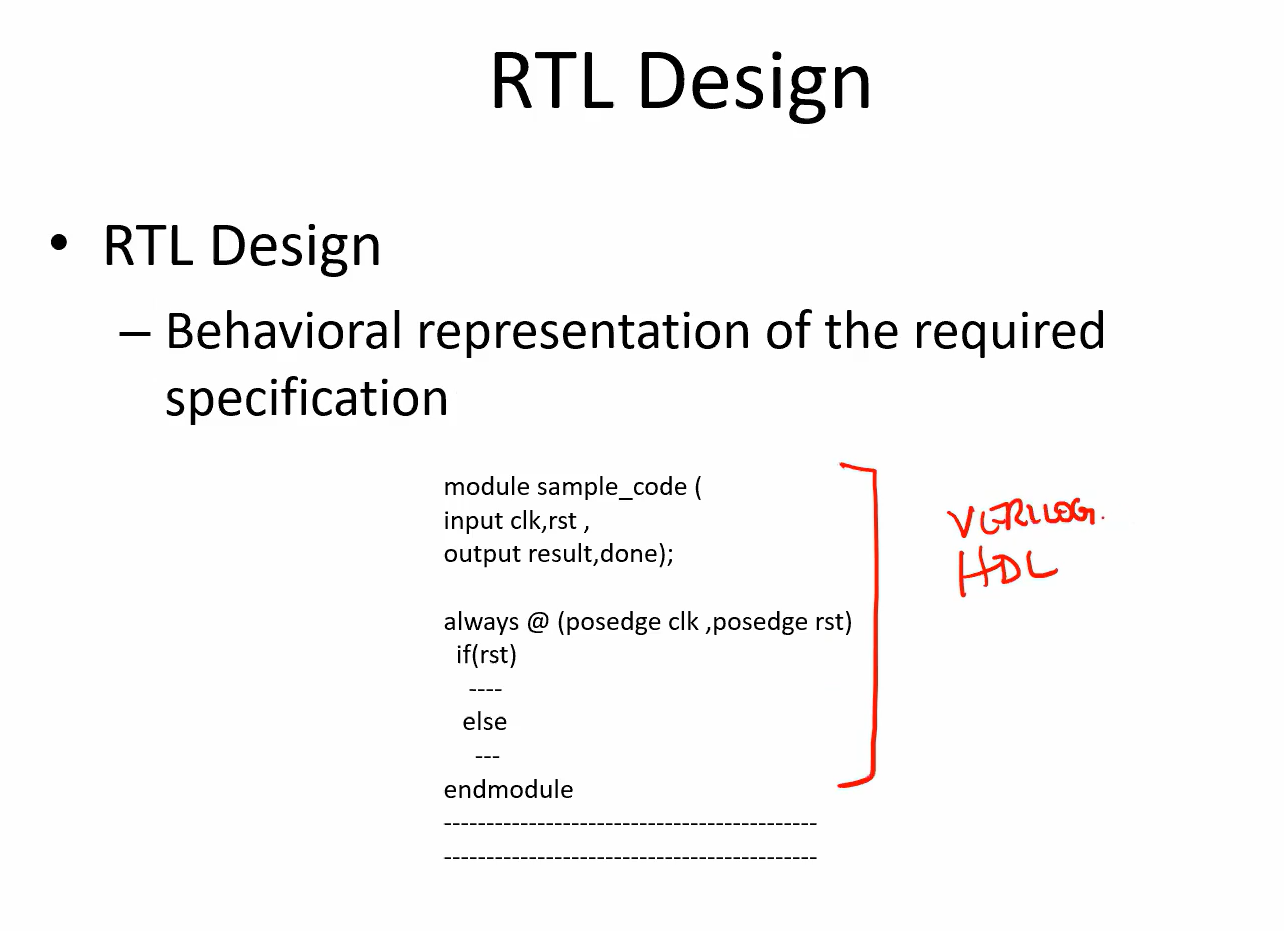 RTL Design
• RTL Design
– Behavioral representation of the required
specification
module sample_code (
input clk,rst ,
output result,done);
always @ (posedge clk ,posedge rst)
if(rst)
----
else
---
endmodule
--------------------------------------------
--------------------------------------------
VERILOG.
HDL